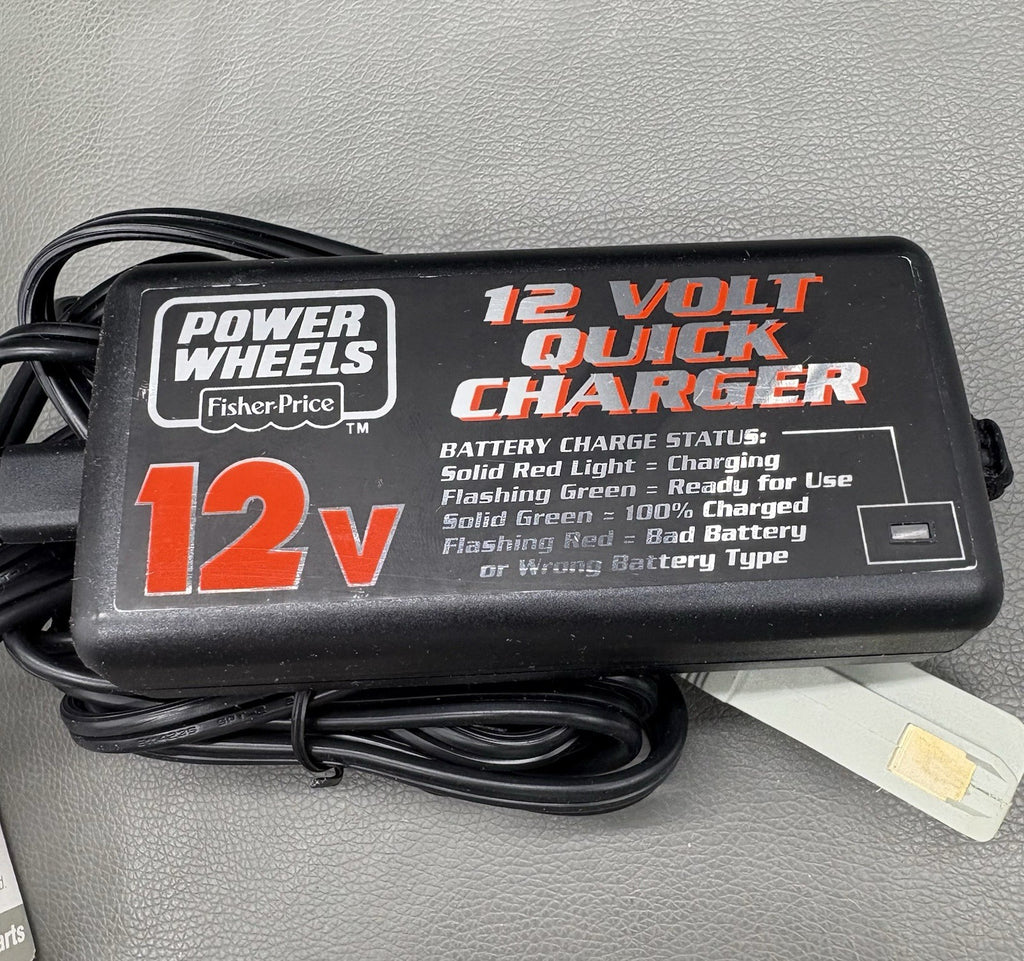 POWER
WHEELS
Fisher-Price
TM
12V
12 VOLT
QUICK
CHARGER
BATTERY CHARGE STATUS:
Solid Red Light = Charging
Flashing Green = Ready for Use
Solid Green = 100% Charged
Flashing Red = Bad Battery
or Wrong Battery Type
arts